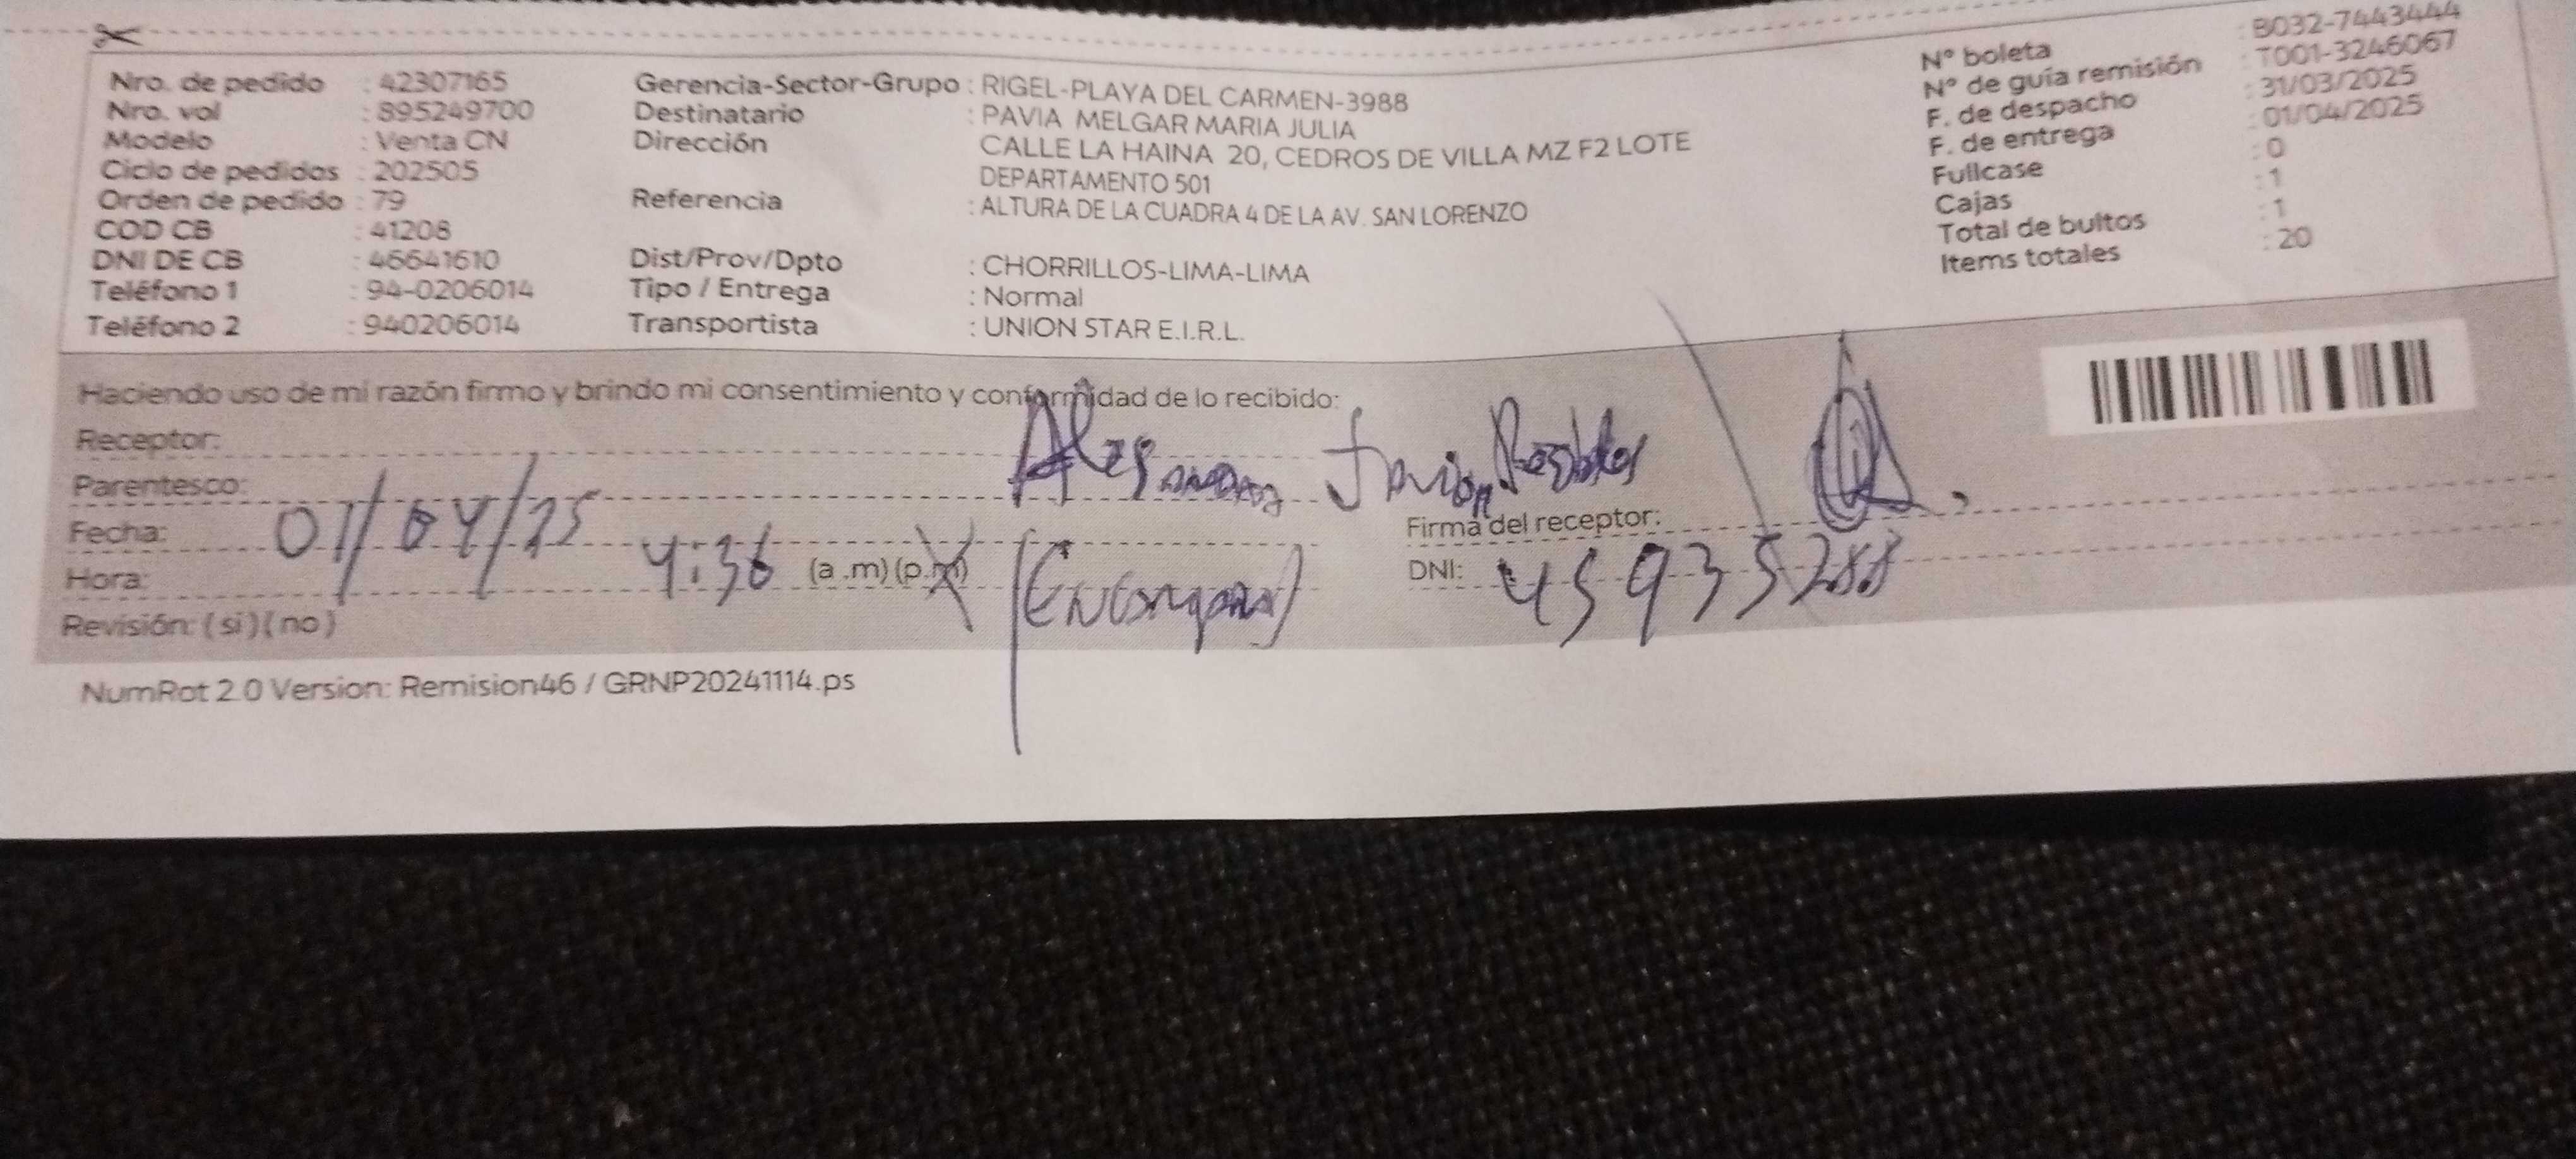 Nro. de pedido : 42307165
Nro. vol : 895249700
Modelo : Venta CN
Ciclo de pedidos : 202505
Orden de pedido : 79
COD CB : 41208
DNI DE CB : 46641610
Teléfono 1 : 94-0206014
Teléfono 2 : 940206014
Gerencia-Sector-Grupo : RIGEL-PLAYA DEL CARMEN-3988
Destinatario : PAVIA MELGAR MARIA JULIA
Dirección CALLE LA HAINA 20, CEDROS DE VILLA MZ F2 LOTE
DEPARTAMENTO 501
Referencia : ALTURA DE LA CUADRA 4 DE LA AV. SAN LORENZO
Dist/Prov/Dpto : CHORRILLOS-LIMA-LIMA
Tipo / Entrega : Normal
Transportista : UNION STAR E.I.R.L.
N° boleta : B032-7443444
N° de guía remisión : T001-3246067
F. de despacho : 31/03/2025
F. de entrega : 01/04/2025
Fullcase : 0
Cajas : 1
Total de bultos : 1
Items totales : 20
Haciendo uso de mi razón firmo y brindo mi consentimiento y conformidad de lo recibido:
Receptor:
Parentesco:
Fecha: 01/04/25
Hora: 4:36 (a.m)(p.m)
Revisión: (si)(no)
Firma del receptor:
DNI: 45935288
NumRot 2.0 Version: Remision46 / GRNP20241114.ps